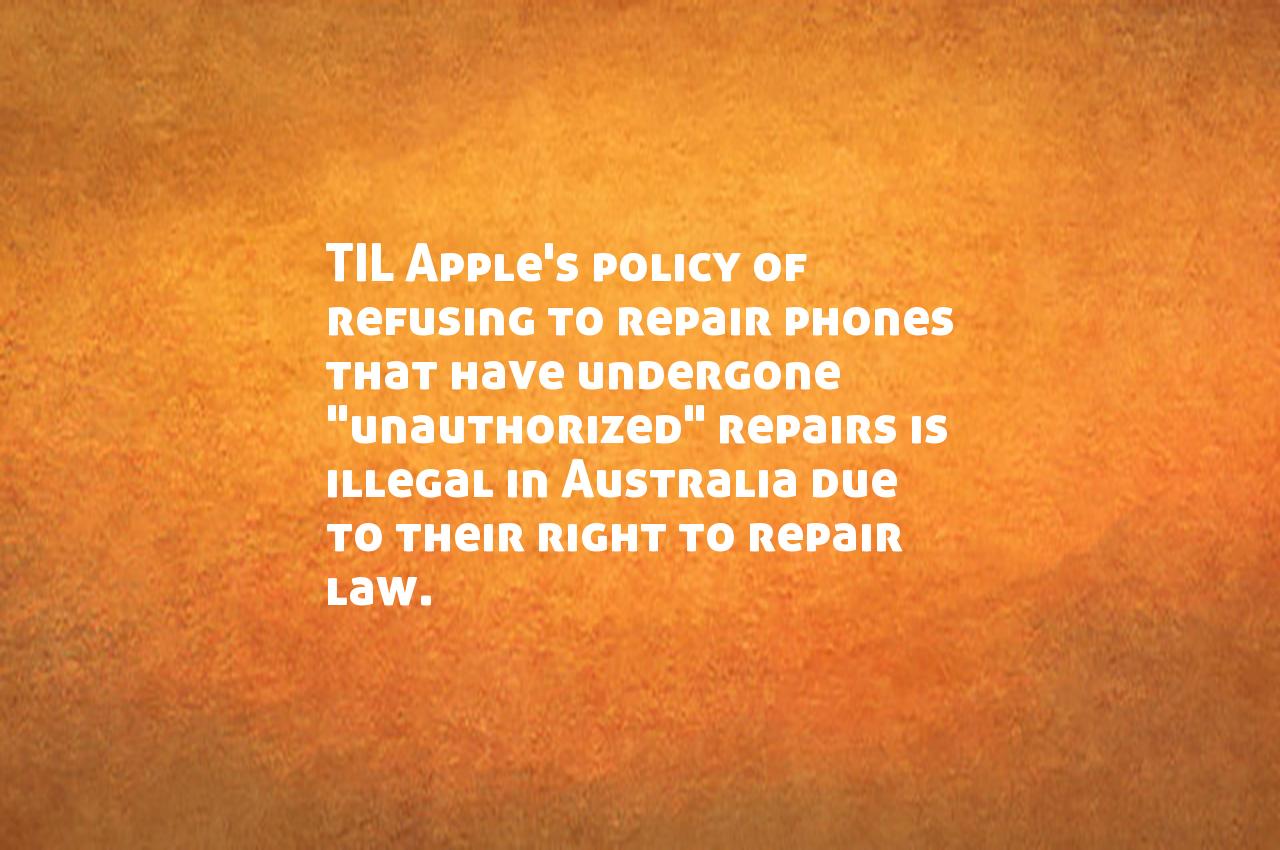 TIL Apple's policy of
refusing to repair phones
that have undergone
"unauthorized" repairs is
illegal in Australia due
to their right to repair
law.